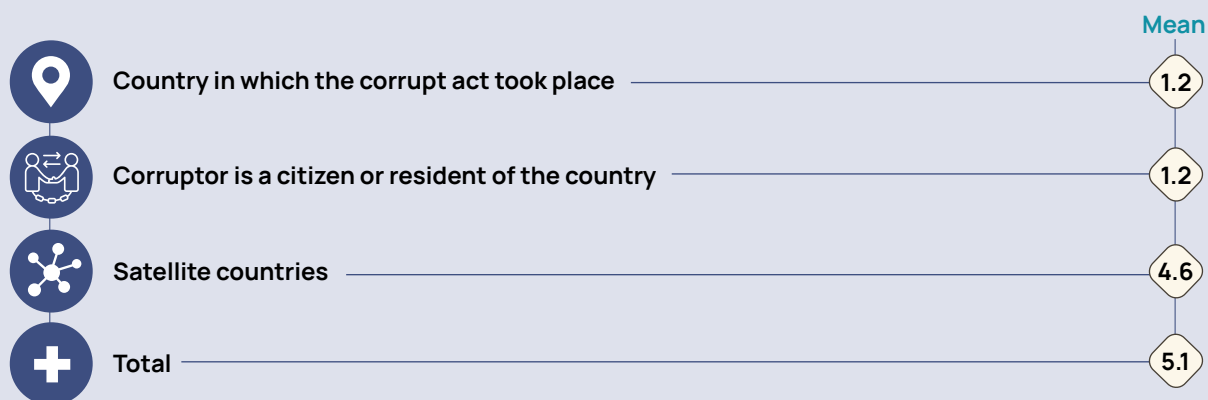 Mean
Country in which the corrupt act took place 1.2
Corruptor is a citizen or resident of the country 1.2
Satellite countries 4.6
Total 5.1